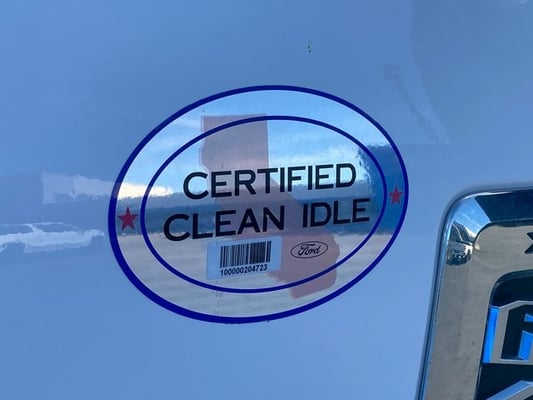 CERTIFIED
CLEAN IDLE
100000204723
Ford